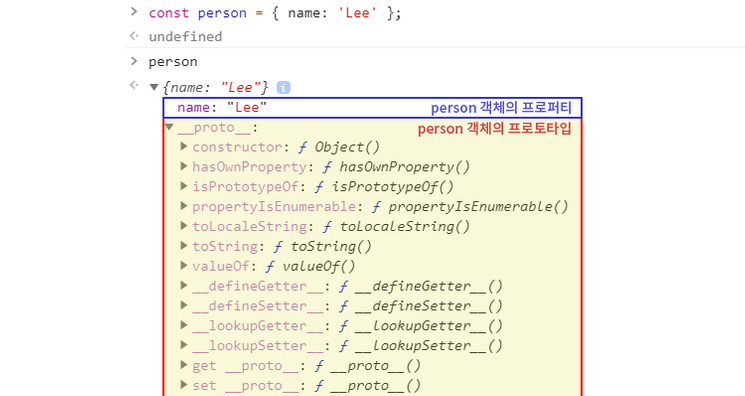 > const person = { name: 'Lee' };
undefined
> person
{name: "Lee"} i
name: "Lee" person 객체의 프로퍼티
__proto__: person 객체의 프로토타입
constructor: ƒ Object()
hasOwnProperty: ƒ hasOwnProperty()
isPrototypeOf: ƒ isPrototypeOf()
propertyIsEnumerable: ƒ propertyIsEnumerable()
toLocaleString: ƒ toLocaleString()
toString: ƒ toString()
valueOf: ƒ valueOf()
__defineGetter__: ƒ __defineGetter__()
__defineSetter__: ƒ __defineSetter__()
__lookupGetter__: ƒ __lookupGetter__()
__lookupSetter__: ƒ __lookupSetter__()
get __proto__: ƒ __proto__()
set __proto__: ƒ __proto__()